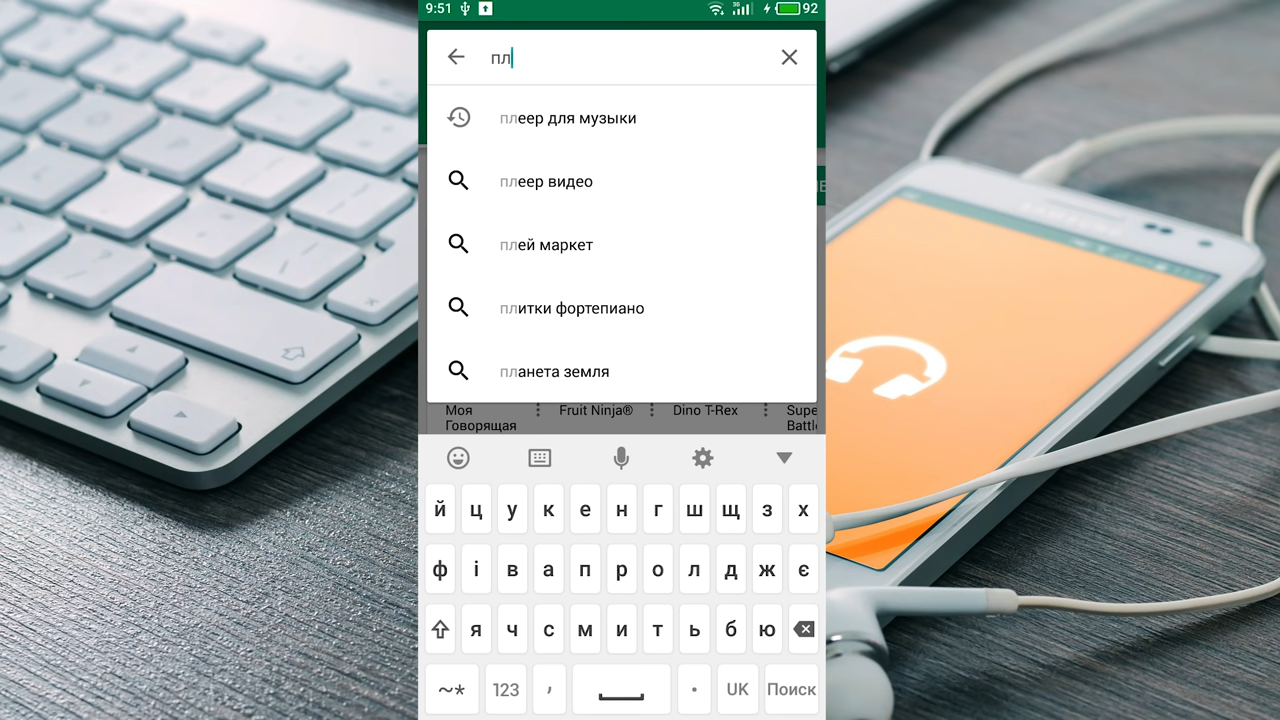 9:51 3G 92
пл
плеер для музыки
плеер видео
плей маркет
плитки фортепиано
планета земля
Моя Говорящая
Fruit Ninja®
Dino T-Rex
Supe
Battl
й ц у к е н г ш щ з х
ф і в а п р о л д ж є
я ч с м и т ь б ю
~* 123 , . UK Поиск